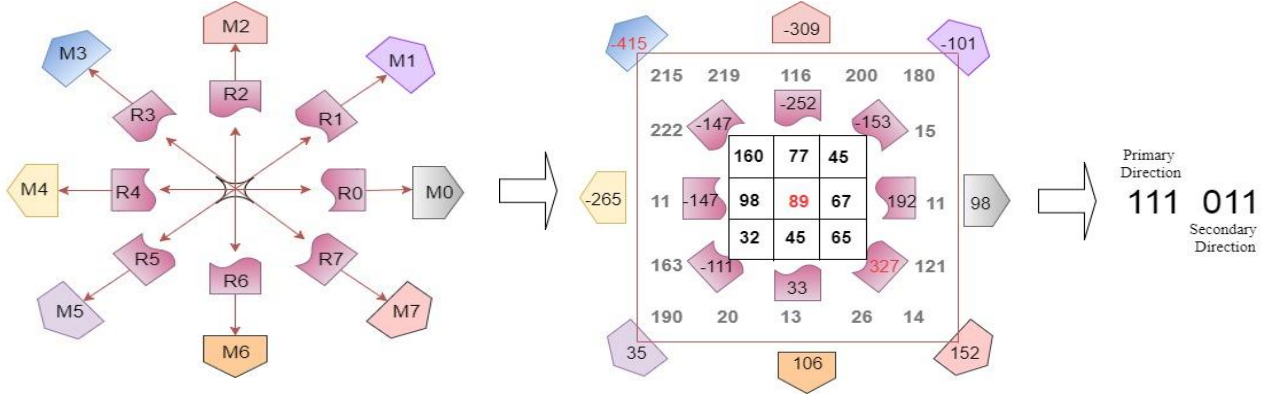 M2
M3
M1
R2
R3
R1
M4
R4
R0
M0
R5
R7
R6
M5
M7
M6
-415
-309
-101
215 219 116 200 180
-252
-147
-153
222
15
160 77 45
-265
11
-147
98 89 67
192
11
98
32 45 65
163
-111
327
121
33
190 20 13 26 14
35
106
152
Primary
Direction
111 011
Secondary
Direction